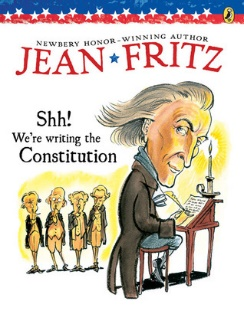 NEWBERY HONOR-WINNING AUTHOR
JEAN FRITZ
Shh!
We're writing the
Constitution